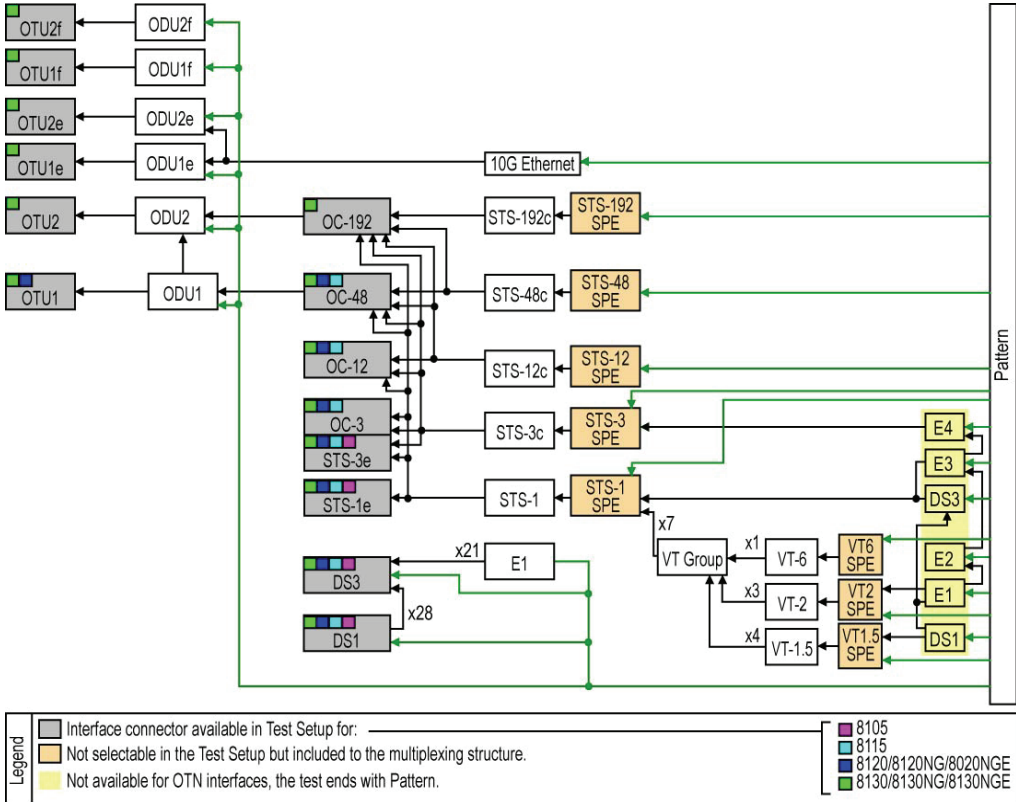 OTU2f
ODU2f
OTU1f
ODU1f
OTU2e
ODU2e
OTU1e
ODU1e
10G Ethernet
OTU2
ODU2
OC-192
STS-192c
STS-192
SPE
OTU1
ODU1
OC-48
STS-48c
STS-48
SPE
OC-12
STS-12c
STS-12
SPE
Pattern
OC-3
STS-3e
STS-3c
STS-3
SPE
E4
E3
STS-1e
STS-1
STS-1
SPE
DS3
x7
x21
E1
DS3
VT Group
x1
VT-6
VT6
SPE
E2
x28
x3
VT-2
VT2
SPE
E1
DS1
x4
VT-1.5
VT1.5
SPE
DS1
Legend
Interface connector available in Test Setup for:
Not selectable in the Test Setup but included to the multiplexing structure.
Not available for OTN interfaces, the test ends with Pattern.
8105
8115
8120/8120NG/8020NGE
8130/8130NG/8130NGE